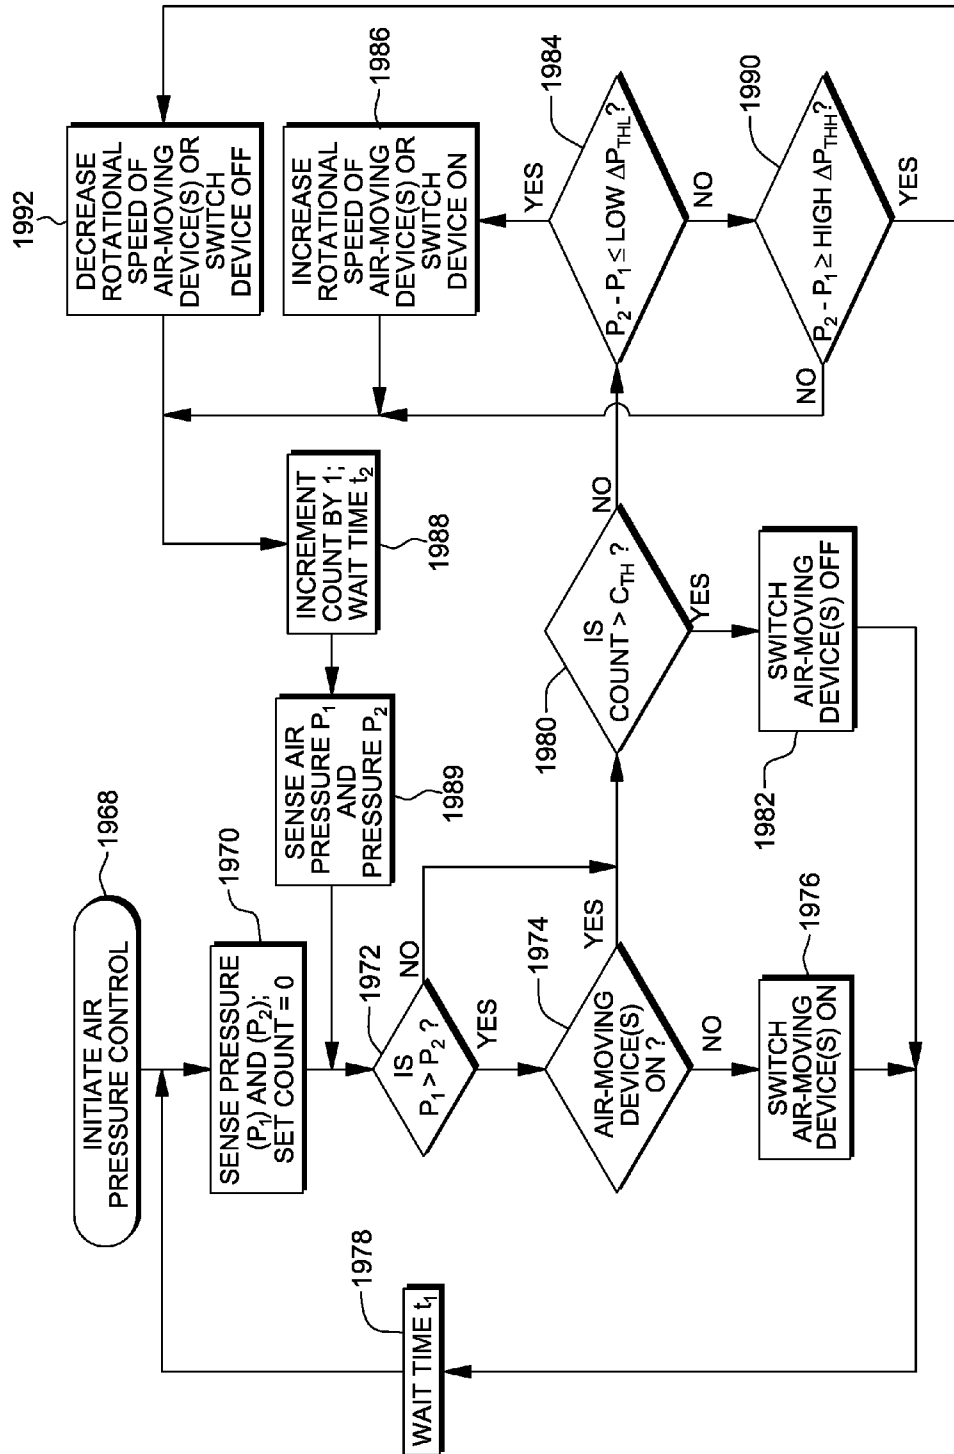 INITIATE AIR
PRESSURE CONTROL
1968
SENSE PRESSURE
(P1) AND (P2);
SET COUNT = 0
1970
SENSE AIR
PRESSURE P1
AND
PRESSURE P2
1989
INCREMENT
COUNT BY 1;
WAIT TIME t2
1988
DECREASE
ROTATIONAL
SPEED OF
AIR-MOVING
DEVICE(S) OR
SWITCH
DEVICE OFF
1992
INCREASE
ROTATIONAL
SPEED OF
AIR-MOVING
DEVICE(S) OR
SWITCH
DEVICE ON
1986
WAIT TIME t1
1978
IS
P1 > P2 ?
1972
NO
YES
AIR-MOVING
DEVICE(S)
ON ?
1974
YES
NO
SWITCH
AIR-MOVING
DEVICE(S) ON
1976
IS
COUNT > CTH ?
1980
NO
YES
SWITCH
AIR-MOVING
DEVICE(S) OFF
1982
P2 - P1 ≤ LOW ΔPTHL?
1984
YES
NO
P2 - P1 ≥ HIGH ΔPTHH?
1990
NO
YES